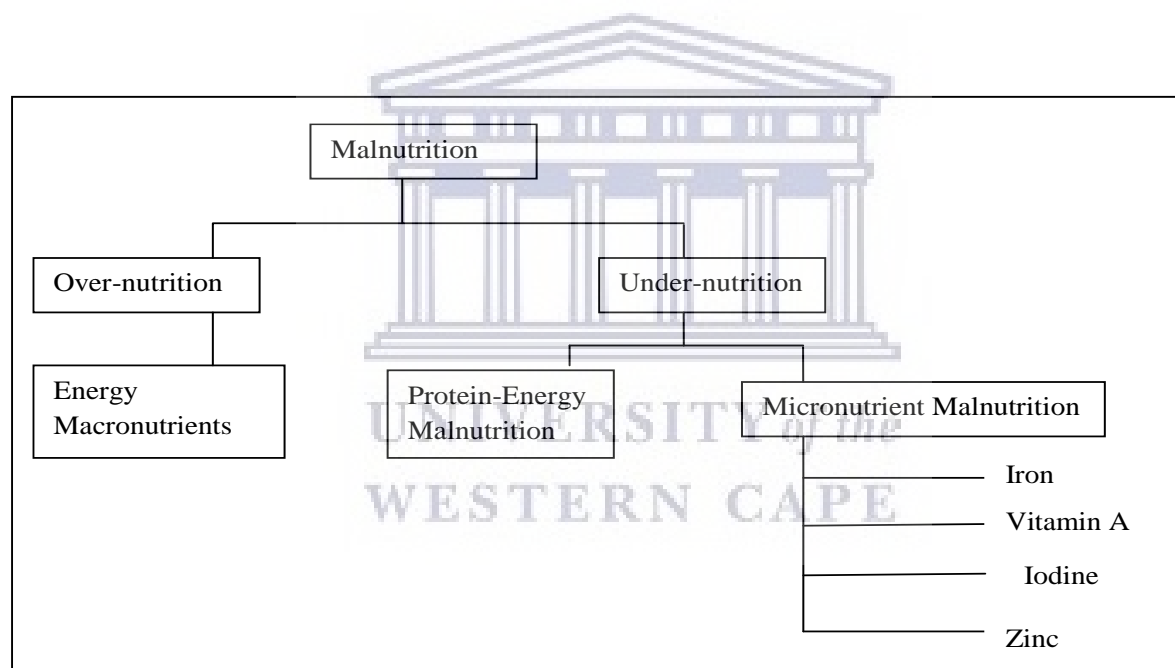 Malnutrition
Over-nutrition
Under-nutrition
Energy
Macronutrients
Protein-Energy
Malnutrition
Micronutrient Malnutrition
UNIVERSITY of the
WESTERN CAPE
Iron
Vitamin A
Iodine
Zinc